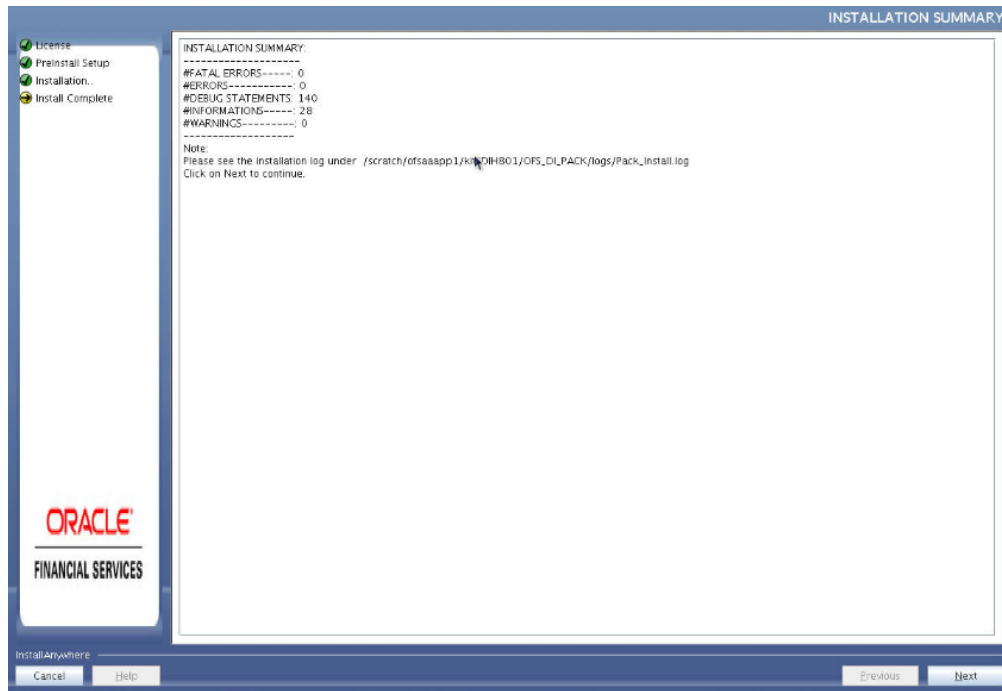 INSTALLATION SUMMARY
License
Preinstall Setup
Installation..
Install Complete
INSTALLATION SUMMARY:
---------------------
#FATAL ERRORS-----: 0
#ERRORS-----------: 0
#DEBUG STATEMENTS: 140
#INFORMATIONS-----: 28
#WARNINGS---------: 0
-------------------
Note:
Please see the installation log under /scratch/ofsaaapp1/ DIH801/OFS_DI_PACK/logs/Pack_Install.log
Click on Next to continue.
ORACLE
FINANCIAL SERVICES
InstallAnywhere
Cancel Help Previous Next